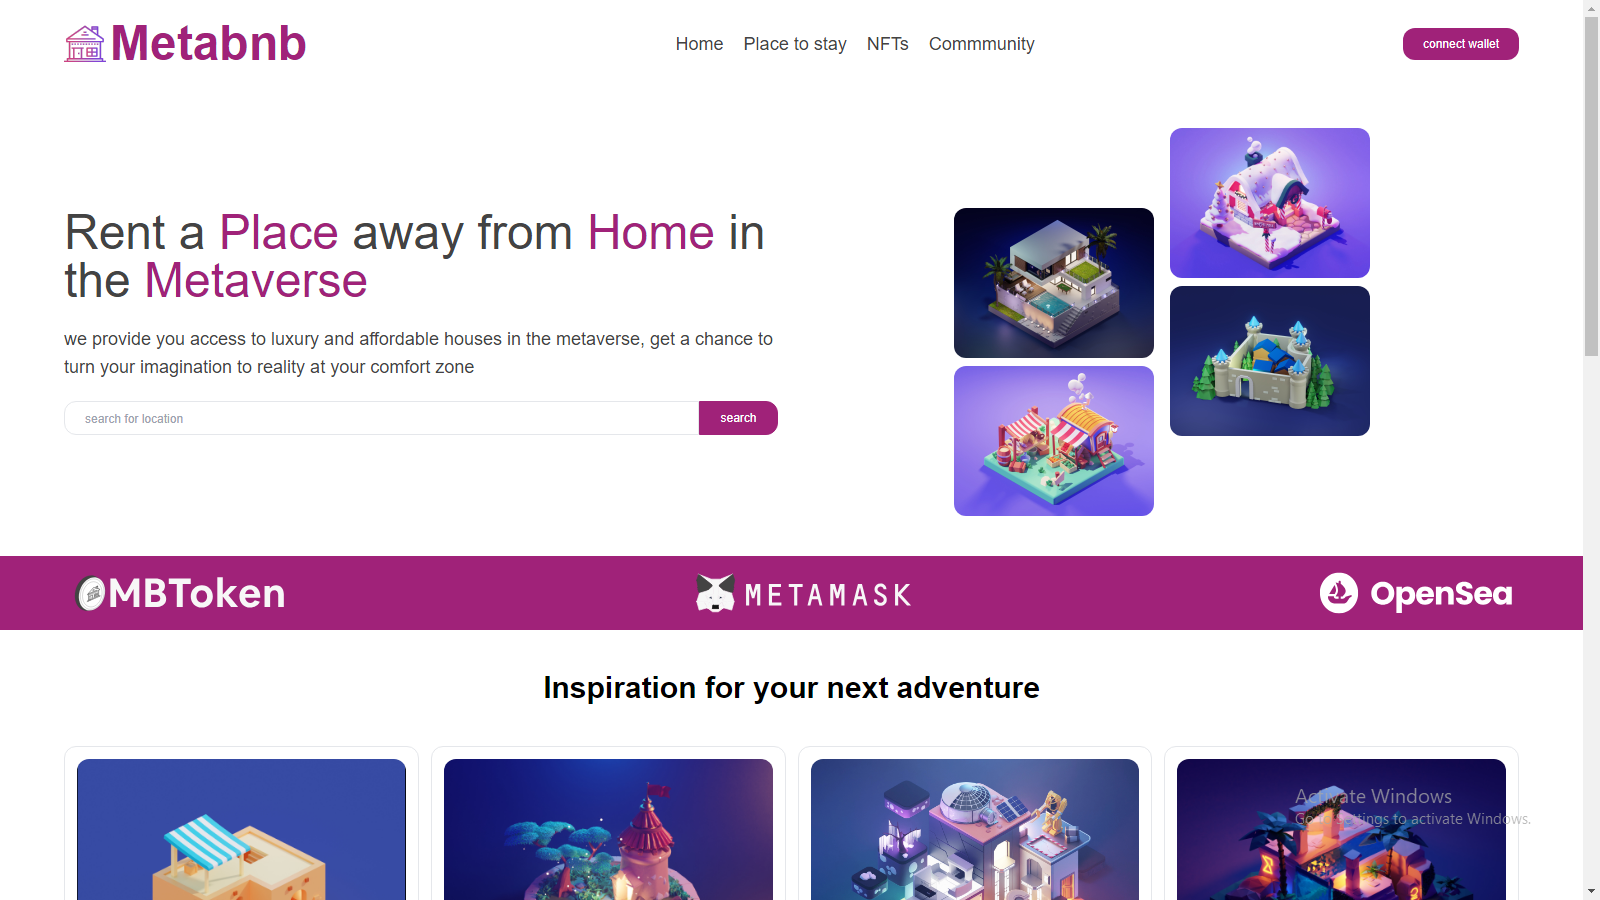 Metabnb
Home Place to stay NFTs Commmunity
connect wallet
Rent a Place away from Home in
the Metaverse
we provide you access to luxury and affordable houses in the metaverse, get a chance to
turn your imagination to reality at your comfort zone
search for location
search
MBToken
METAMASK
OpenSea
Inspiration for your next adventure
Activate Windows
Go to Settings to activate Windows.